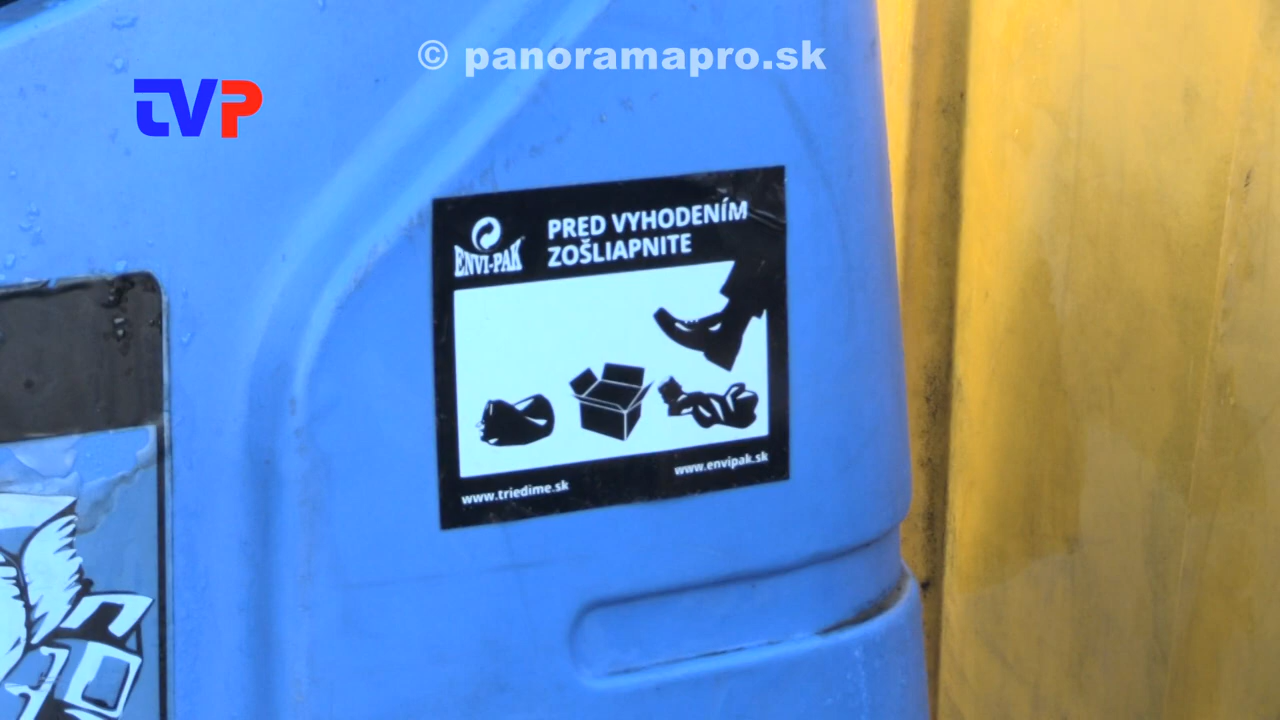 © panoramapro.sk
TVP
PRED VYHODENÍM
ZOŠLIAPNITE
ENVI-PAK
www.envipak.sk
www.triedime.sk